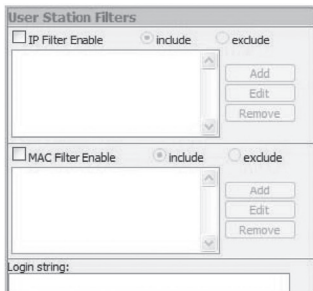 User Station Filters
IP Filter Enable include exclude
Add
Edit
Remove
MAC Filter Enable include exclude
Add
Edit
Remove
Login string: